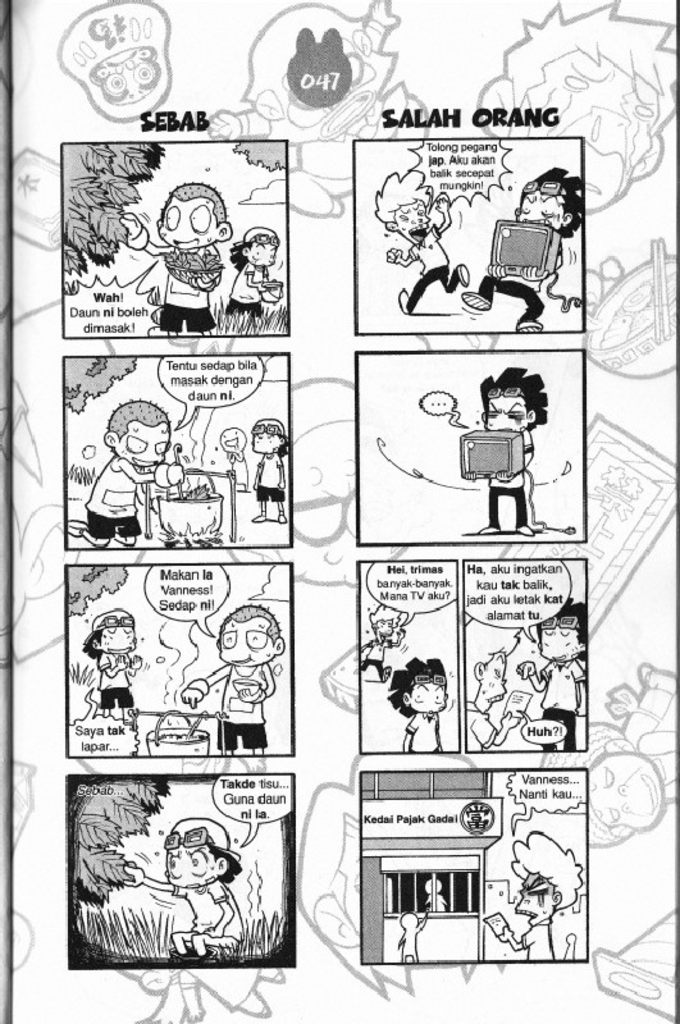 047
SEBAB
Wah!
Daun ni boleh
dimasak!
Tentu sedap bila
masak dengan
daun ni.
Makan la
Vanness!
Sedap ni!
Saya tak
lapar...
Sebab...
Takde tisu...
Guna daun
ni la.
SALAH ORANG
Tolong pegang
jap. Aku akan
balik secepat
mungkin!
...
Hei, trimas
banyak-banyak.
Mana TV aku?
Ha, aku ingatkan
kau tak balik,
jadi aku letak kat
alamat tu.
Huh?!
Kedai Pajak Gadai
Vanness...
Nanti kau...